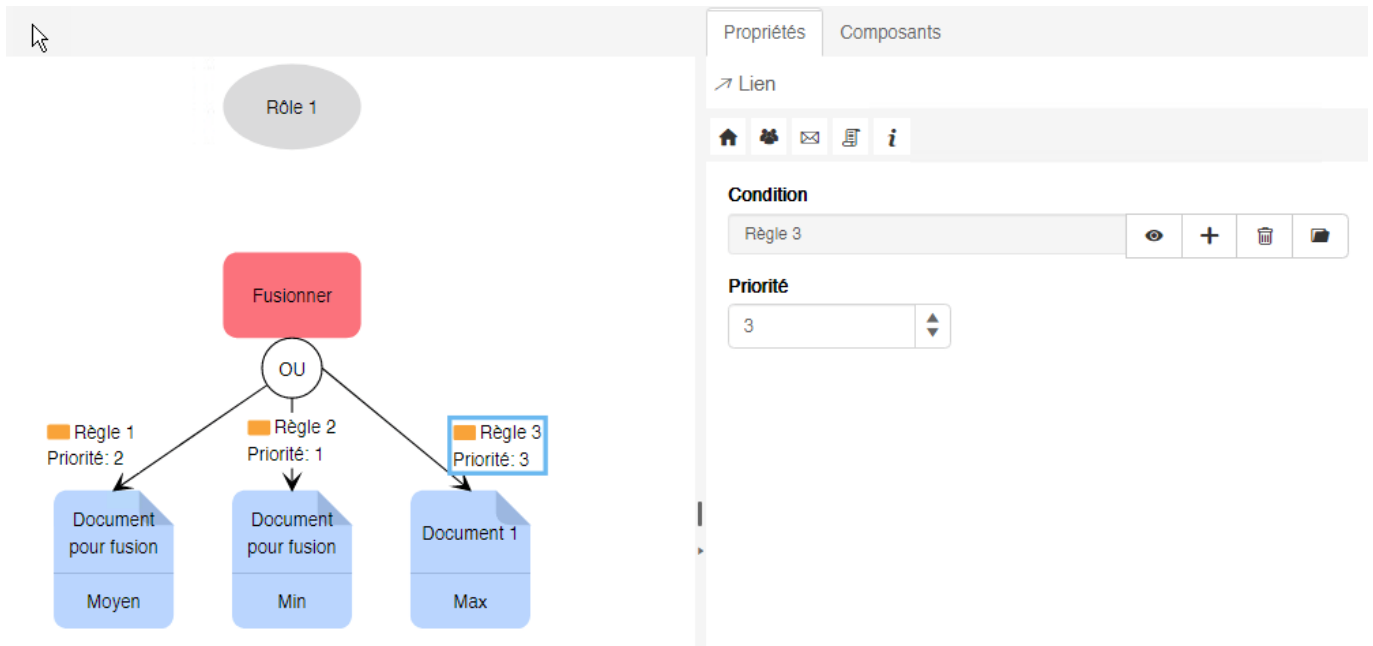 Propriétés Composants
Lien
Rôle 1
Condition
Règle 3
Priorité
3
Fusionner
OU
Règle 1
Priorité: 2
Règle 2
Priorité: 1
Règle 3
Priorité: 3
Document
pour fusion
Moyen
Document
pour fusion
Min
Document 1
Max